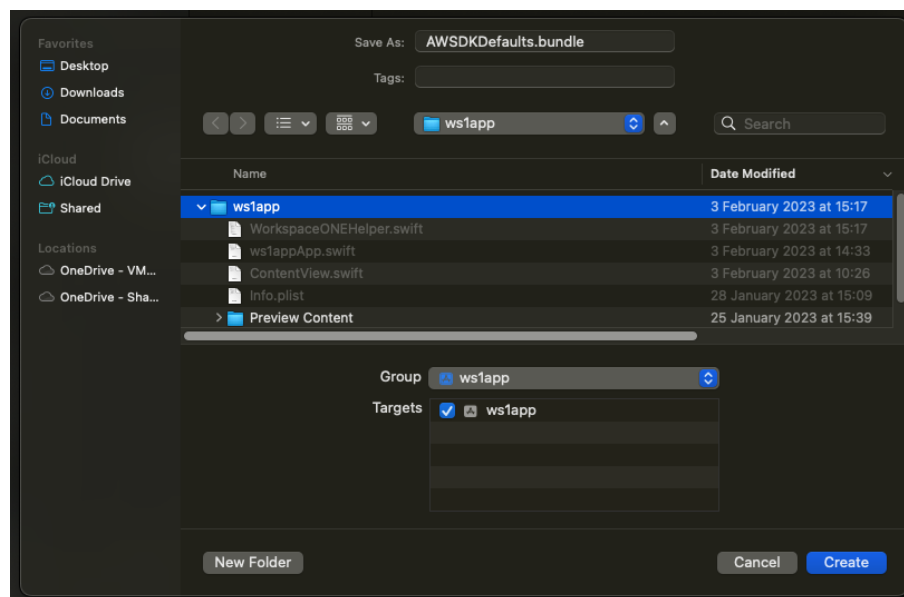 Favorites
Desktop
Downloads
Documents
iCloud
iCloud Drive
Shared
Locations
OneDrive - VM...
OneDrive - Sha...
Save As: AWSDKDefaults.bundle
Tags:
ws1app
Search
Name Date Modified
ws1app 3 February 2023 at 15:17
WorkspaceONEHelper.swift 3 February 2023 at 15:17
ws1appApp.swift 3 February 2023 at 14:33
ContentView.swift 3 February 2023 at 10:26
Info.plist 28 January 2023 at 15:09
Preview Content 25 January 2023 at 15:39
Group ws1app
Targets ws1app
New Folder Cancel Create